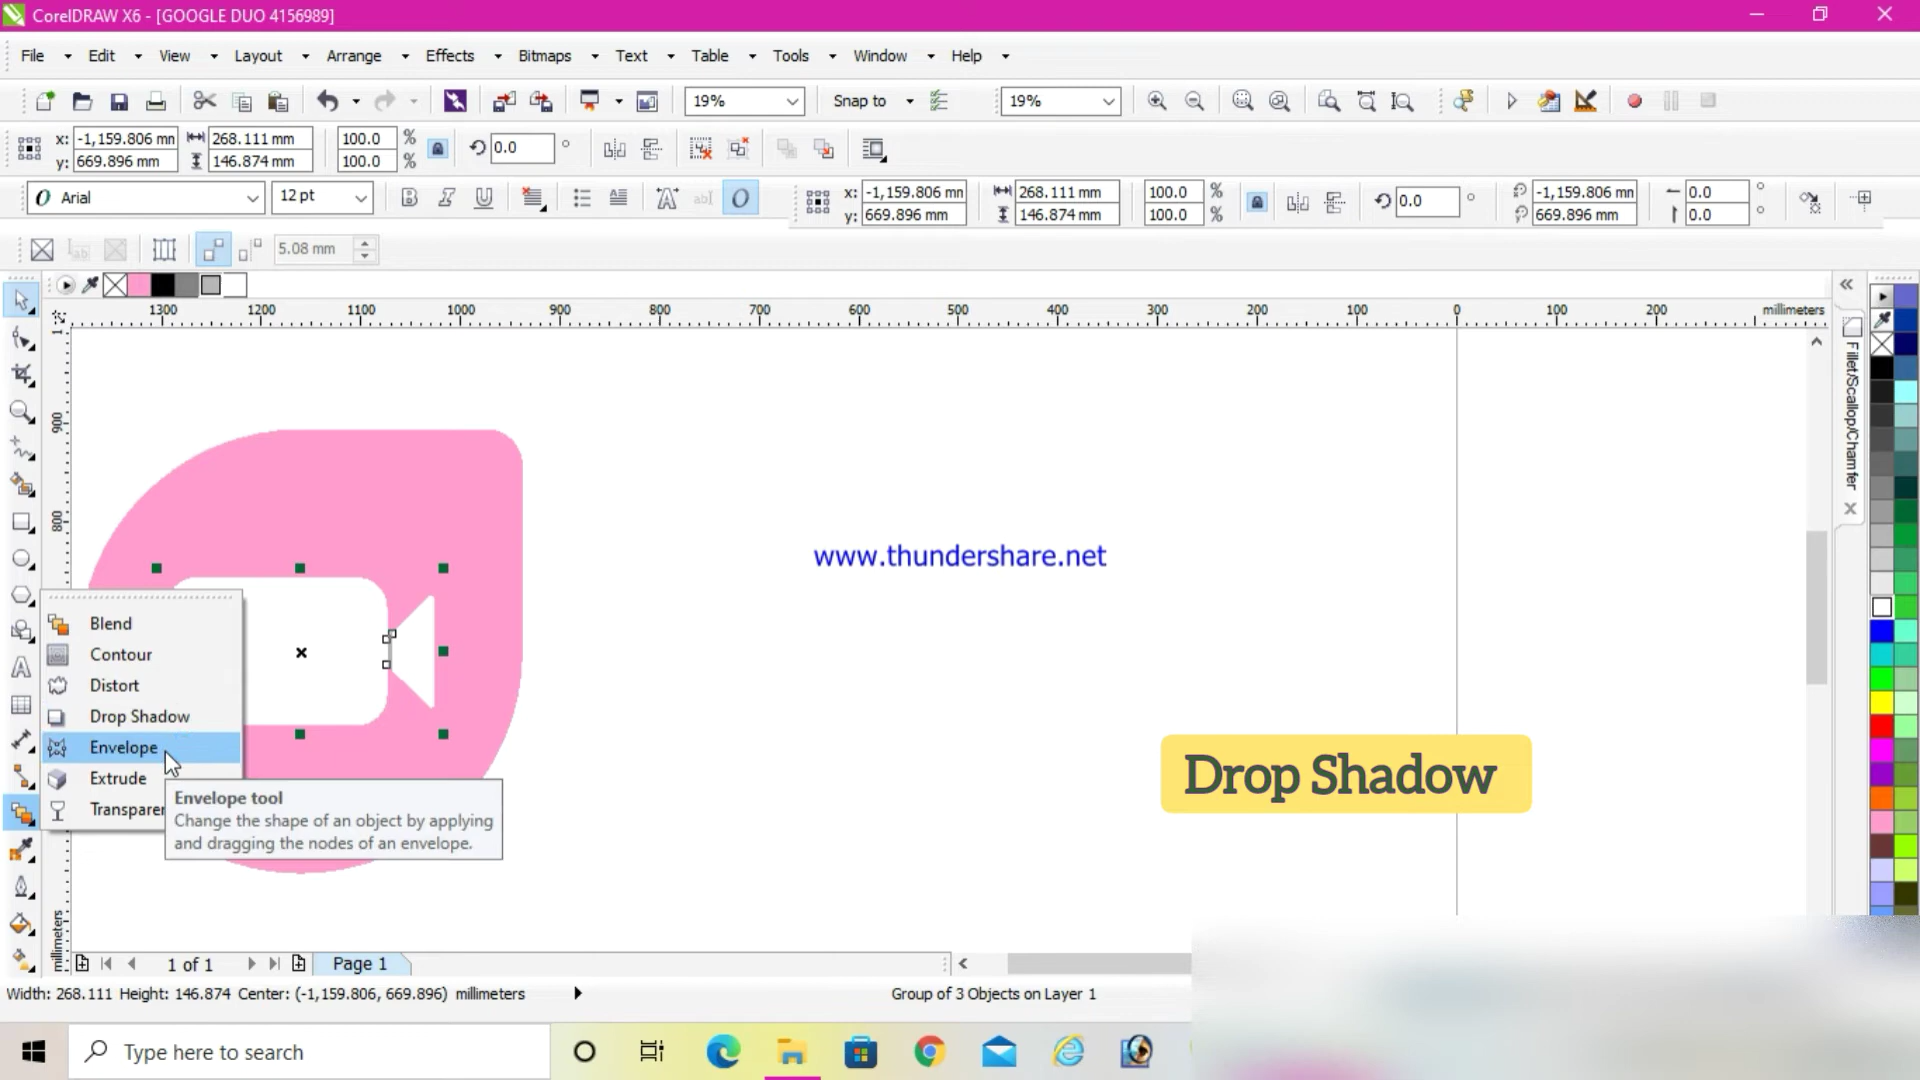 CorelDRAW X6 - [GOOGLE DUO 4156989]
File Edit View Layout Arrange Effects Bitmaps Text Table Tools Window Help
19% Snap to 19%
x: -1,159.806 mm 268.111 mm 100.0 % 0.0 °
y: 669.896 mm 146.874 mm 100.0 %
O Arial 12 pt B I U A ab| O
x: -1,159.806 mm 268.111 mm 100.0 % 0.0 ° -1,159.806 mm 0.0 °
y: 669.896 mm 146.874 mm 100.0 % 669.896 mm 0.0 °
5.08 mm
1300 1200 1100 1000 900 800 700 600 500 400 300 200 100 0 100 200 millimeters
900
800
millimeters
Fillet/Scallop/Chamfer
www.thundershare.net
Blend
Contour
Distort
Drop Shadow
Envelope
Extrude
Transparen
Envelope tool
Change the shape of an object by applying
and dragging the nodes of an envelope.
Drop Shadow
1 of 1 Page 1
Width: 268.111 Height: 146.874 Center: (-1,159.806, 669.896) millimeters Group of 3 Objects on Layer 1
Type here to search